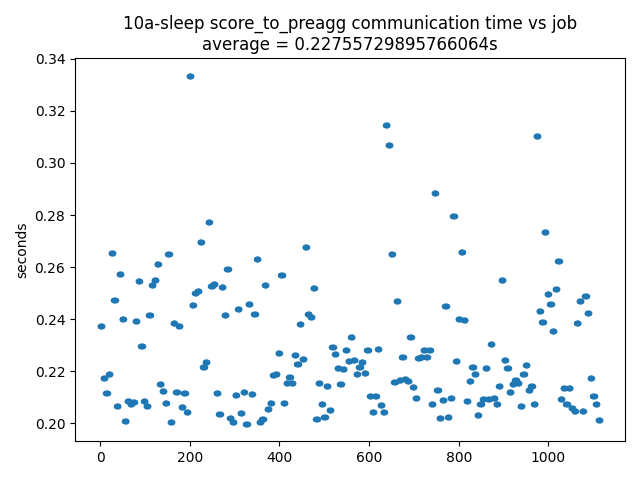 10a-sleep score_to_preagg communication time vs job
average = 0.22755729895766064s
0.34
0.32
0.30
0.28
0.26
0.24
0.22
0.20
seconds
0 200 400 600 800 1000